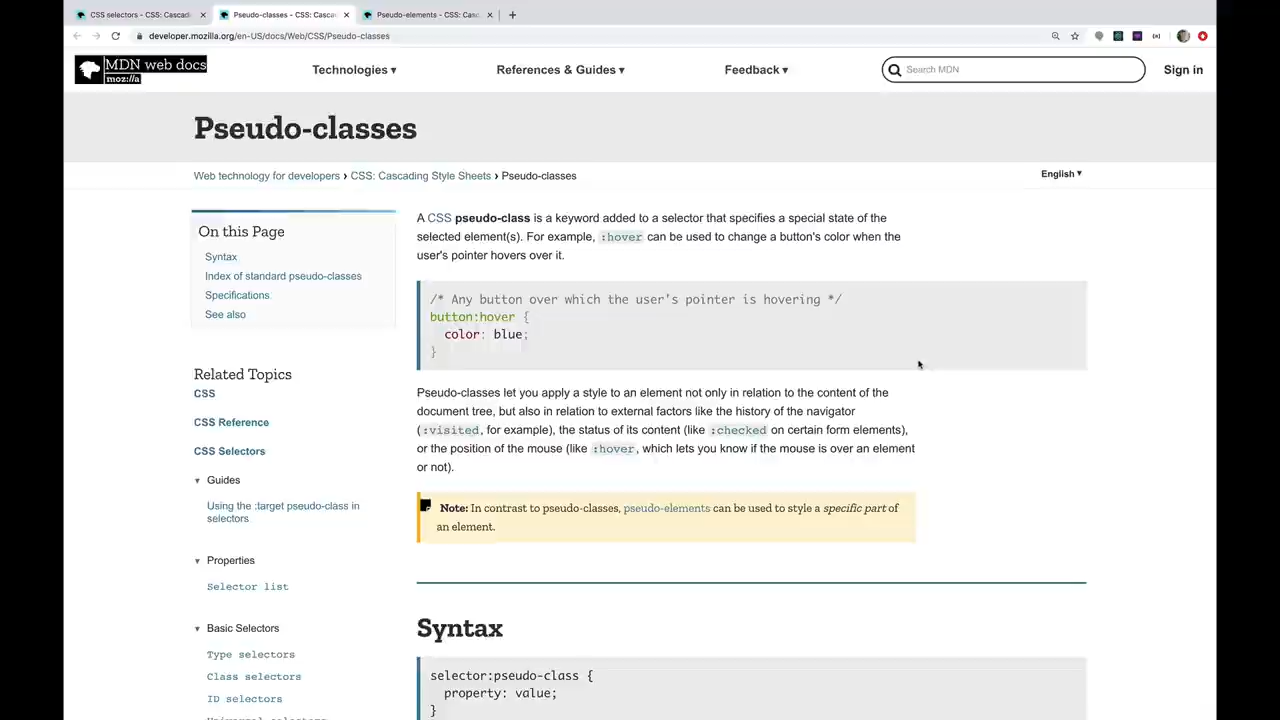 CSS selectors - CSS: Cascadi
Pseudo-classes - CSS: Casca
Pseudo-elements - CSS: Casc
developer.mozilla.org/en-US/docs/Web/CSS/Pseudo-classes
MDN web docs
moz://a
Technologies ▾
References & Guides ▾
Feedback ▾
Search MDN
Sign in
Pseudo-classes
Web technology for developers › CSS: Cascading Style Sheets › Pseudo-classes
English ▾
On this Page
Syntax
Index of standard pseudo-classes
Specifications
See also
Related Topics
CSS
CSS Reference
CSS Selectors
Guides
Using the :target pseudo-class in
selectors
Properties
Selector list
Basic Selectors
Type selectors
Class selectors
ID selectors
Universal selectors
A CSS pseudo-class is a keyword added to a selector that specifies a special state of the
selected element(s). For example, :hover can be used to change a button's color when the
user's pointer hovers over it.
/* Any button over which the user's pointer is hovering */
button:hover {
color: blue;
}
Pseudo-classes let you apply a style to an element not only in relation to the content of the
document tree, but also in relation to external factors like the history of the navigator
(:visited, for example), the status of its content (like :checked on certain form elements),
or the position of the mouse (like :hover, which lets you know if the mouse is over an element
or not).
Note: In contrast to pseudo-classes, pseudo-elements can be used to style a specific part of
an element.
Syntax
selector:pseudo-class {
property: value;
}